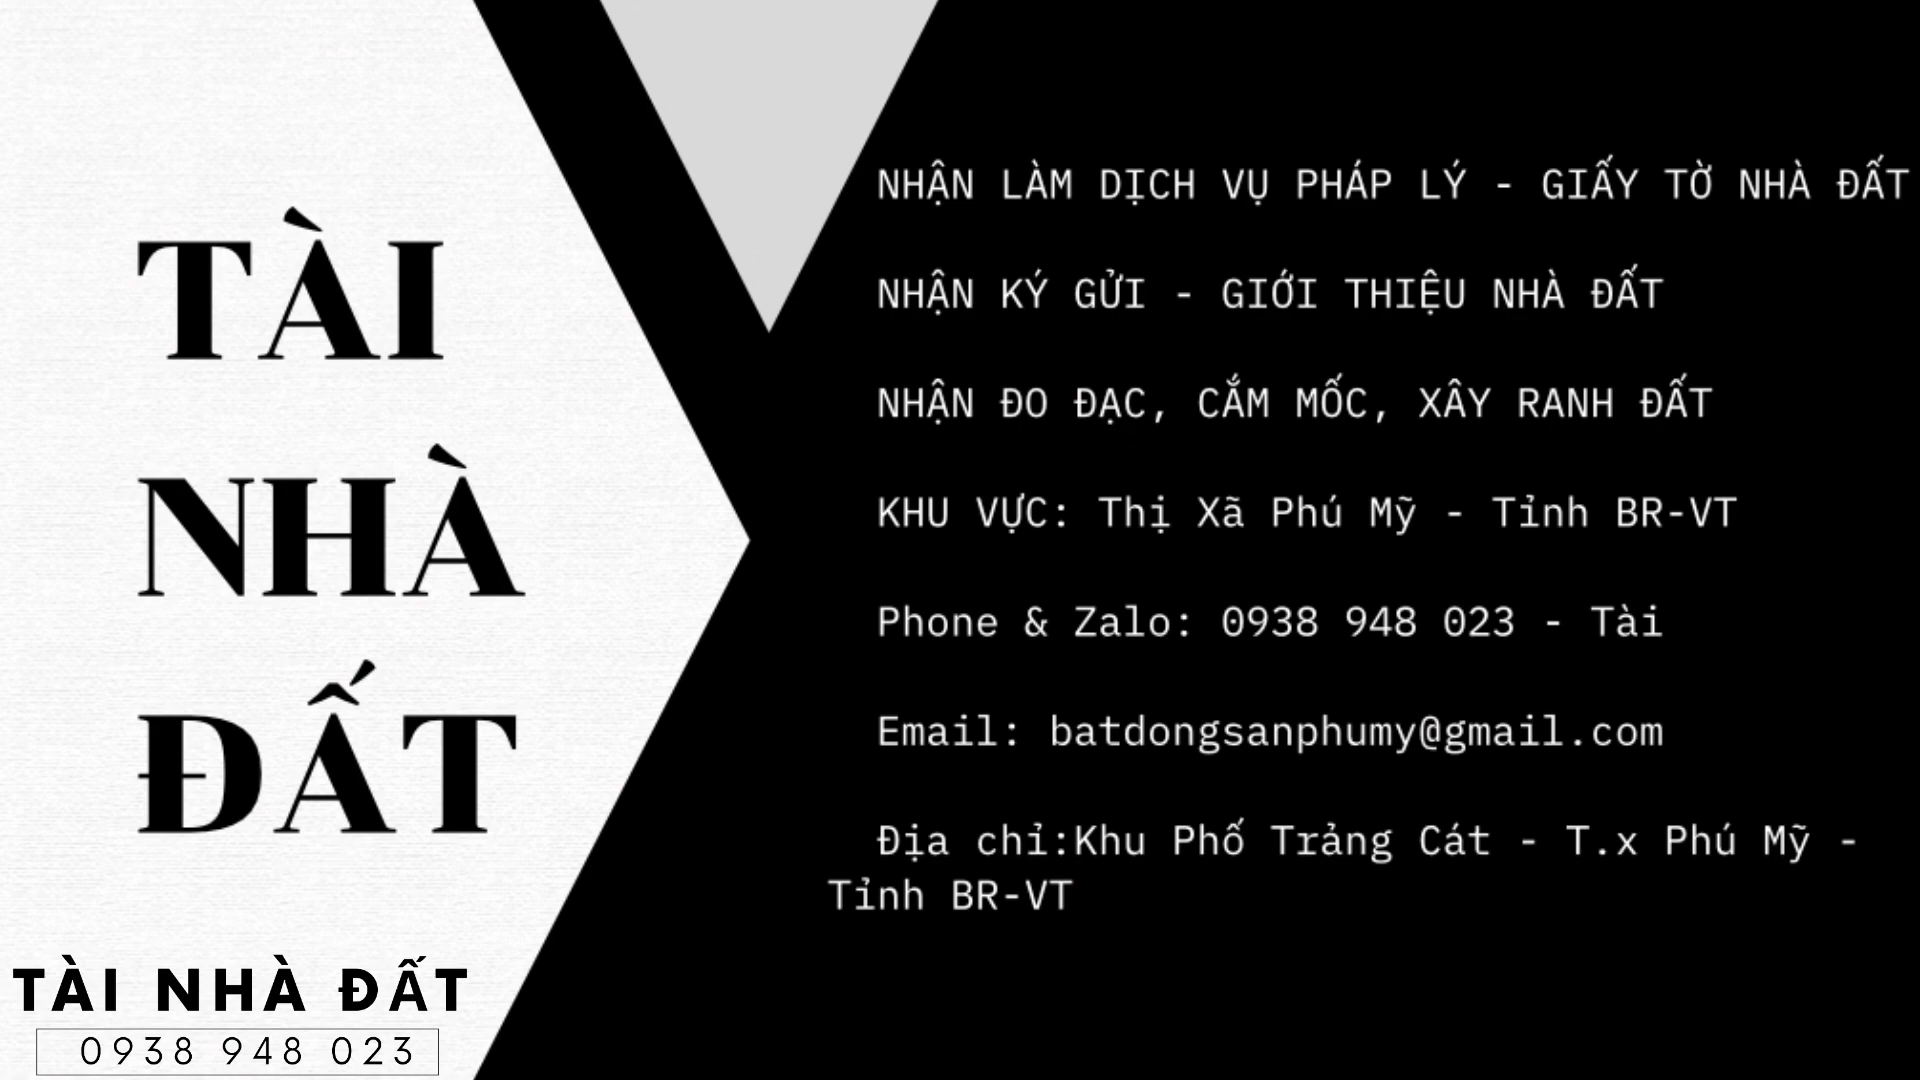 TÀI
NHÀ
ĐẤT
TÀI NHÀ ĐẤT
0938 948 023
NHẬN LÀM DỊCH VỤ PHÁP LÝ - GIẤY TỜ NHÀ ĐẤT
NHẬN KÝ GỬI - GIỚI THIỆU NHÀ ĐẤT
NHẬN ĐO ĐẠC, CẮM MỐC, XÂY RANH ĐẤT
KHU VỰC: Thị Xã Phú Mỹ - Tỉnh BR-VT
Phone & Zalo: 0938 948 023 - Tài
Email: batdongsanphumy@gmail.com
Địa chỉ:Khu Phố Trảng Cát - T.x Phú Mỹ -
Tỉnh BR-VT